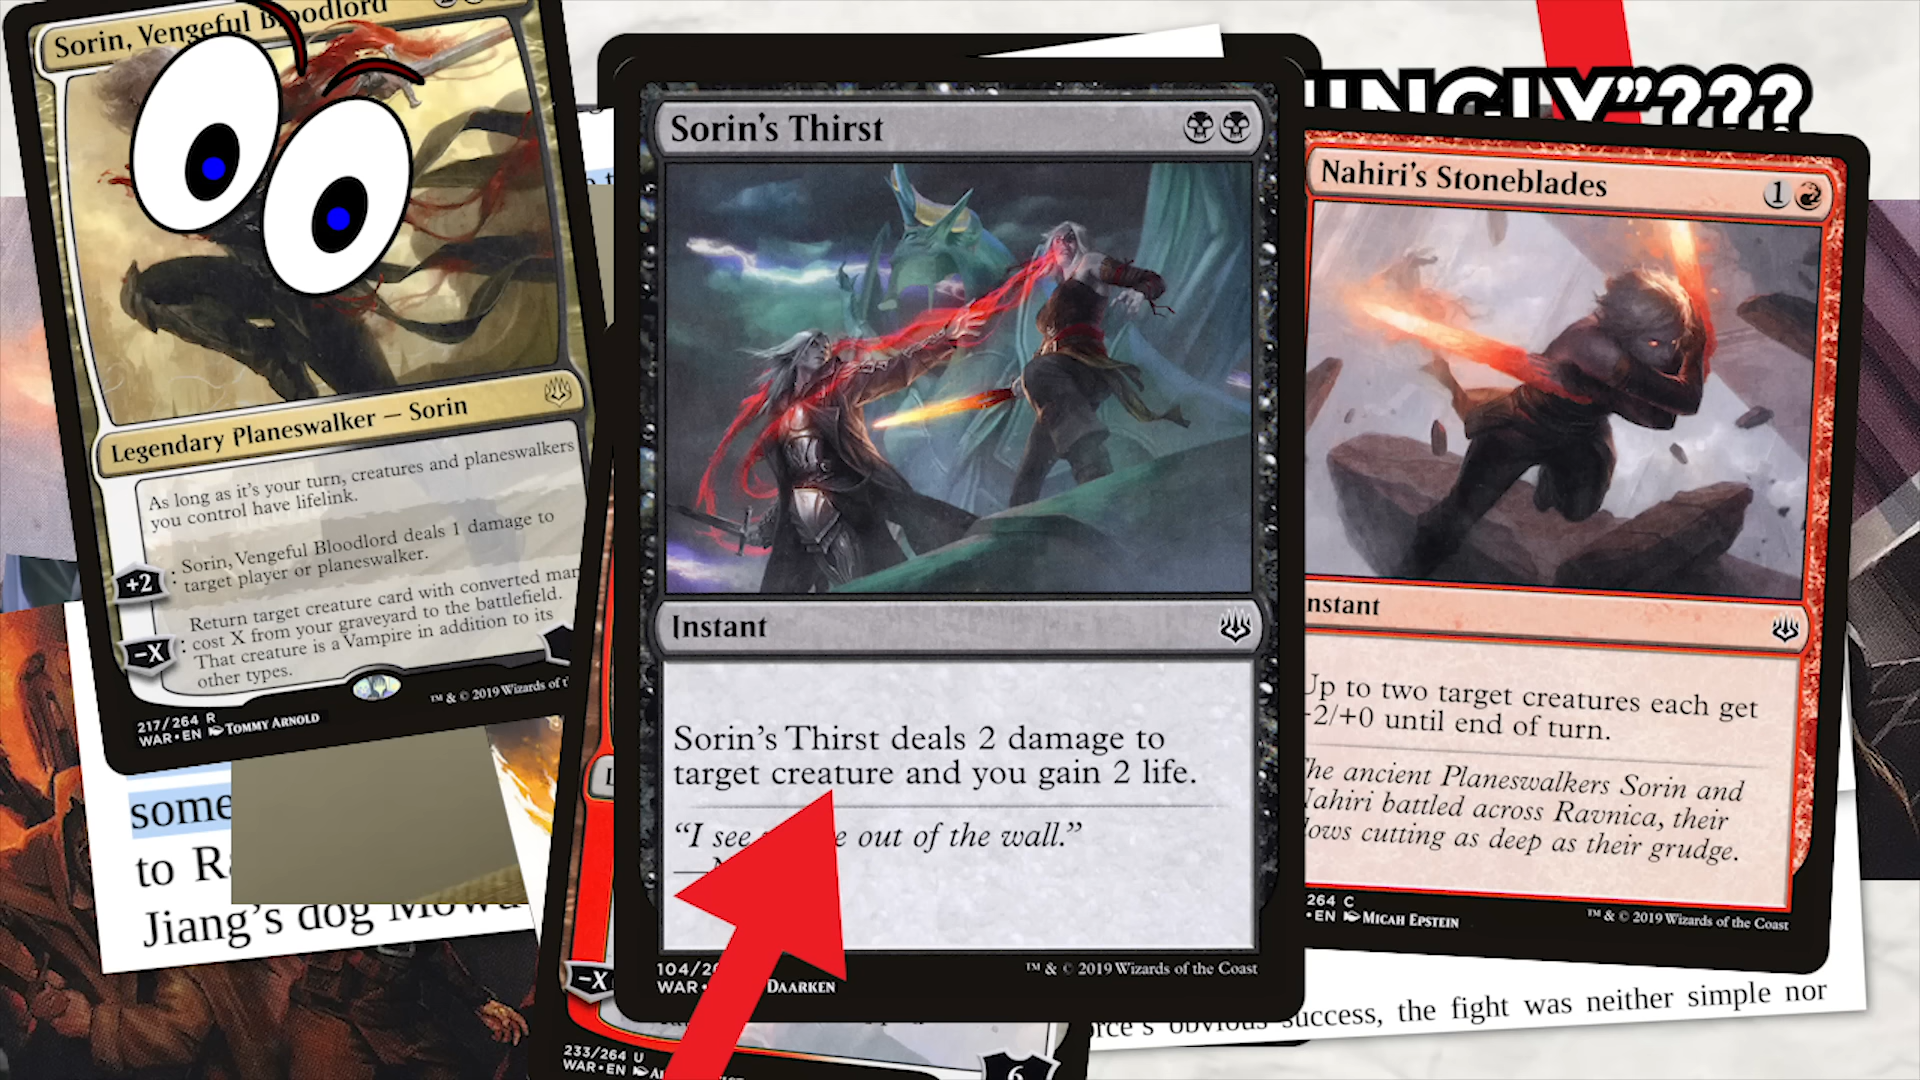 Sorin, Vengeful Bloodlord
Legendary Planeswalker — Sorin
As long as it's your turn, creatures and planeswalkers
you control have lifelink.
+2
: Sorin, Vengeful Bloodlord deals 1 damage to
target player or planeswalker.
-X
Return target creature card with converted man
: cost X from your graveyard to the battlefield.
That creature is a Vampire in addition to its
other types.
217/264 R
WAR • EN TOMMY ARNOLD
™ & © 2019 Wizards of t
some
to R
Jiang's dog
-X
233/264 U
WAR • EN
6
Sorin's Thirst
Instant
Sorin's Thirst deals 2 damage to
target creature and you gain 2 life.
"I see out of the wall."
—N
104/2
WAR • DAARKEN
™ & © 2019 Wizards of the Coast
INGLY"???
Nahiri's Stoneblades
1
nstant
Up to two target creatures each get
-2/+0 until end of turn.
he ancient Planeswalkers Sorin and
Nahiri battled across Ravnica, their
lows cutting as deep as their grudge.
264 C
• EN MICAH EPSTEIN
™ & © 2019 Wizards of the Coast
obvious success, the fight was neither simple nor